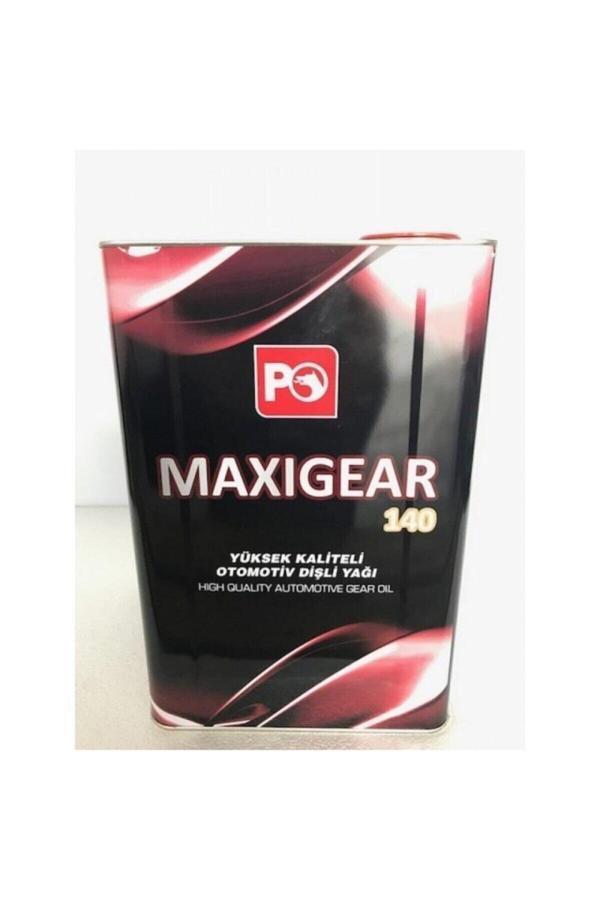 PO
MAXIGEAR
140
YÜKSEK KALİTELİ
OTOMOTİV DİŞLİ YAĞI
HIGH QUALITY AUTOMOTIVE GEAR OIL